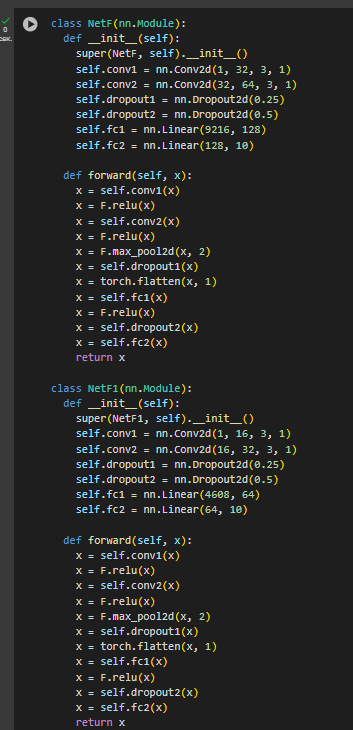 class NetF(nn.Module):
  def __init__(self):
    super(NetF, self).__init__()
    self.conv1 = nn.Conv2d(1, 32, 3, 1)
    self.conv2 = nn.Conv2d(32, 64, 3, 1)
    self.dropout1 = nn.Dropout2d(0.25)
    self.dropout2 = nn.Dropout2d(0.5)
    self.fc1 = nn.Linear(9216, 128)
    self.fc2 = nn.Linear(128, 10)

  def forward(self, x):
    x = self.conv1(x)
    x = F.relu(x)
    x = self.conv2(x)
    x = F.relu(x)
    x = F.max_pool2d(x, 2)
    x = self.dropout1(x)
    x = torch.flatten(x, 1)
    x = self.fc1(x)
    x = F.relu(x)
    x = self.dropout2(x)
    x = self.fc2(x)
    return x

class NetF1(nn.Module):
  def __init__(self):
    super(NetF1, self).__init__()
    self.conv1 = nn.Conv2d(1, 16, 3, 1)
    self.conv2 = nn.Conv2d(16, 32, 3, 1)
    self.dropout1 = nn.Dropout2d(0.25)
    self.dropout2 = nn.Dropout2d(0.5)
    self.fc1 = nn.Linear(4608, 64)
    self.fc2 = nn.Linear(64, 10)

  def forward(self, x):
    x = self.conv1(x)
    x = F.relu(x)
    x = self.conv2(x)
    x = F.relu(x)
    x = F.max_pool2d(x, 2)
    x = self.dropout1(x)
    x = torch.flatten(x, 1)
    x = self.fc1(x)
    x = F.relu(x)
    x = self.dropout2(x)
    x = self.fc2(x)
    return x